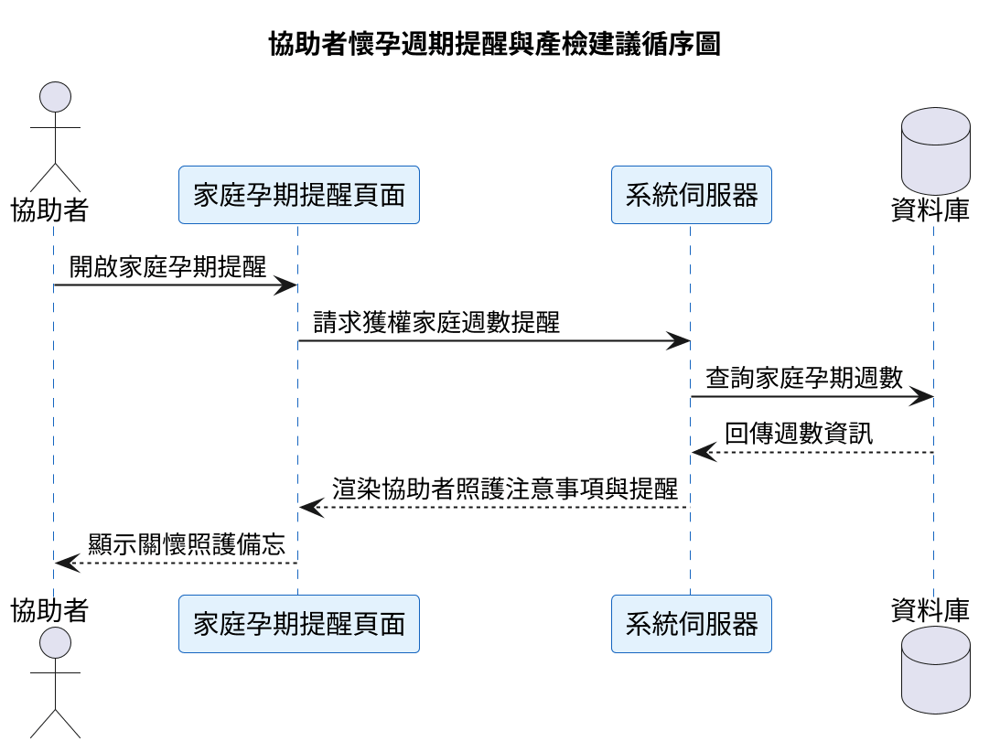 協助者懷孕週期提醒與產檢建議循序圖
協助者
家庭孕期提醒頁面
系統伺服器
資料庫
開啟家庭孕期提醒
請求獲權家庭週數提醒
查詢家庭孕期週數
回傳週數資訊
渲染協助者照護注意事項與提醒
顯示關懷照護備忘
協助者
家庭孕期提醒頁面
系統伺服器
資料庫